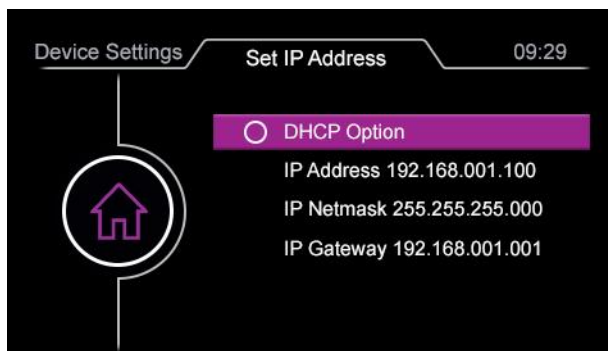 Device Settings
Set IP Address
09:29
DHCP Option
IP Address 192.168.001.100
IP Netmask 255.255.255.000
IP Gateway 192.168.001.001